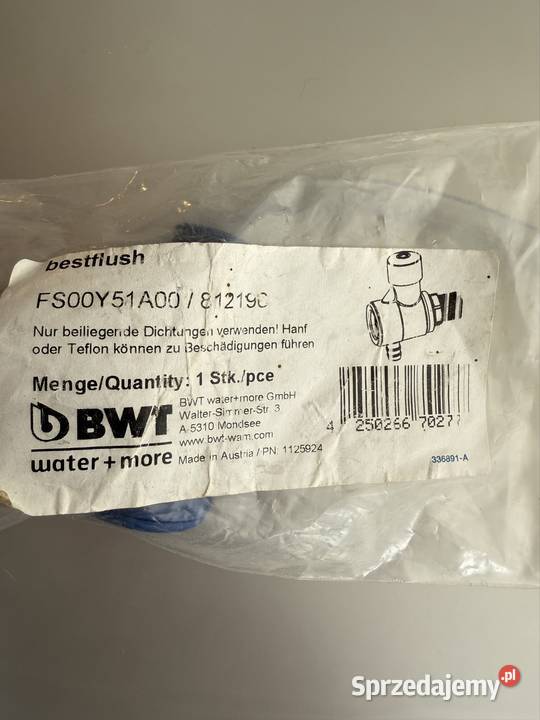 bestflush
FS00Y51A00 / 812190
Nur beiliegende Dichtungen verwenden! Hanf
oder Teflon können zu Beschädigungen führen
Menge/Quantity: 1 Stk./pce
BWT
water+more
BWT water+more GmbH
Walter-Simmer-Str. 3
A-5310 Mondsee
www.bwt-wam.com
Made in Austria / PN: 1125924
4 250266 70277
336891-A
Sprzedajemy.pl